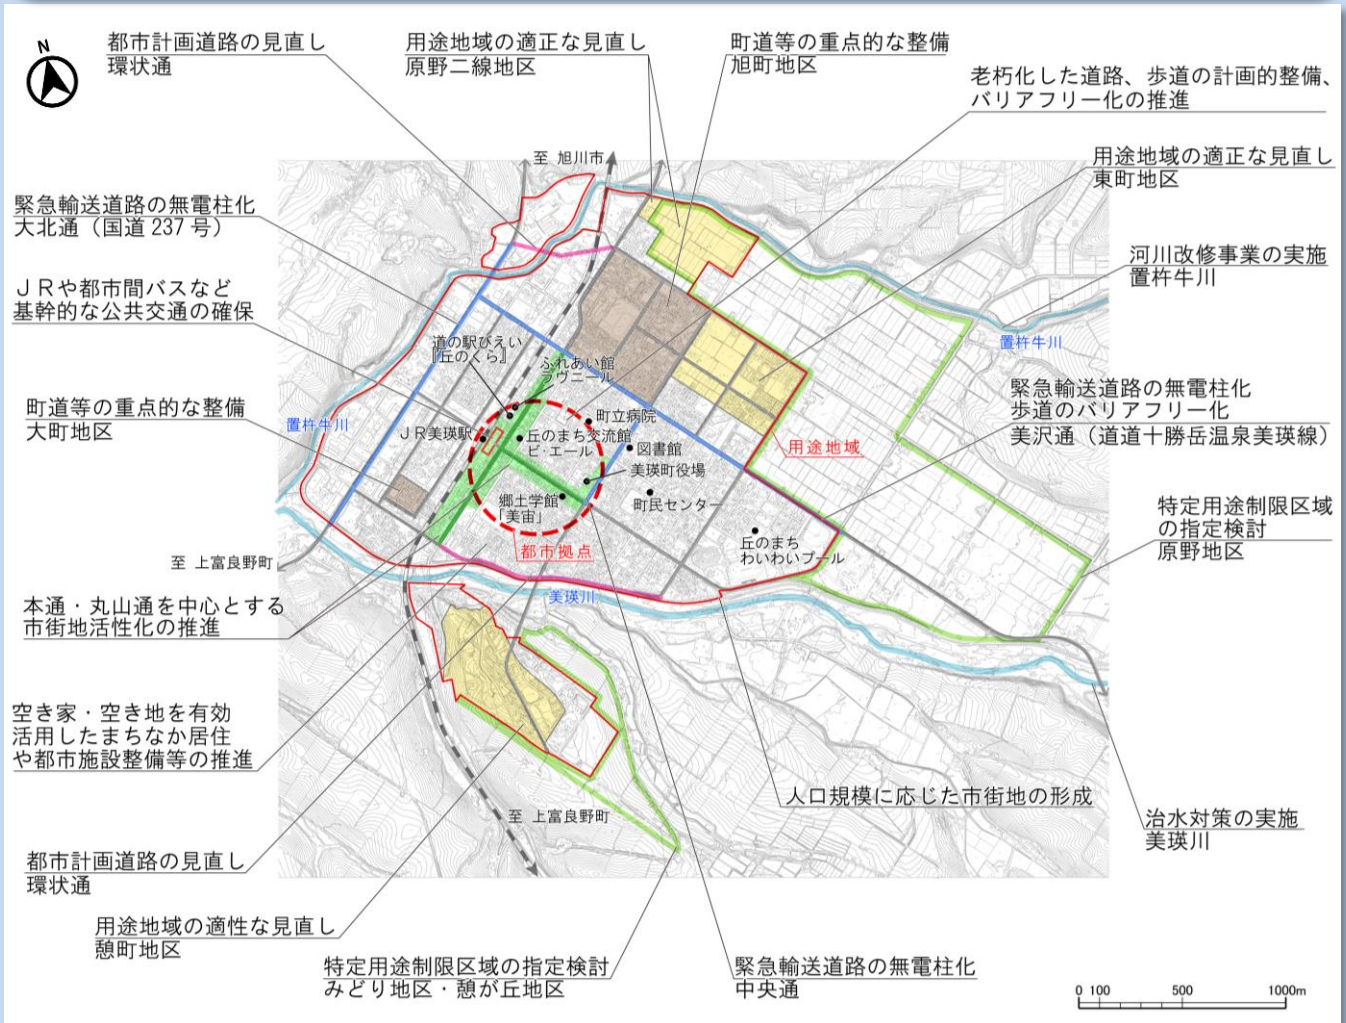 N
都市計画道路の見直し
環状通
用途地域の適正な見直し
原野二線地区
町道等の重点的な整備
旭町地区
老朽化した道路、歩道の計画的整備、
バリアフリー化の推進
至 旭川市
用途地域の適正な見直し
東町地区
緊急輸送道路の無電柱化
大北通（国道 237 号）
河川改修事業の実施
置杵牛川
ＪＲや都市間バスなど
基幹的な公共交通の確保
道の駅びえい
『丘のくら』
ふれあい館
ラヴニール
置杵牛川
緊急輸送道路の無電柱化
歩道のバリアフリー化
美沢通（道道十勝岳温泉美瑛線）
町道等の重点的な整備
大町地区
置杵牛川
ＪＲ美瑛駅
丘のまち交流館
ビ・エール
町立病院
図書館
美瑛町役場
用途地域
郷土学館
「美宙」
町民センター
丘のまち
わいわいプール
都市拠点
特定用途制限区域
の指定検討
原野地区
至 上富良野町
本通・丸山通を中心とする
市街地活性化の推進
美瑛川
空き家・空き地を有効
活用したまちなか居住
や都市施設整備等の推進
人口規模に応じた市街地の形成
至 上富良野町
治水対策の実施
美瑛川
都市計画道路の見直し
環状通
用途地域の適性な見直し
憩町地区
特定用途制限区域の指定検討
みどり地区・憩が丘地区
緊急輸送道路の無電柱化
中央通
0 100 500 1000m